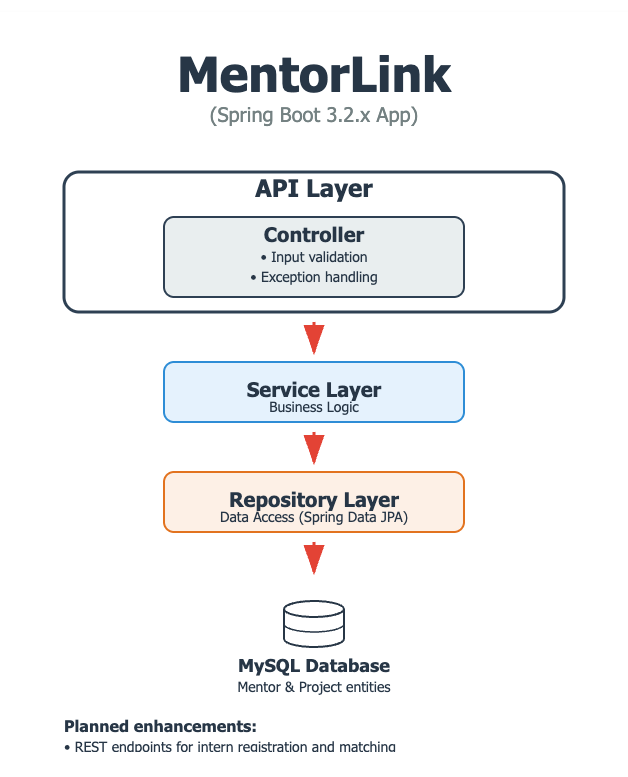 MentorLink
(Spring Boot 3.2.x App)
API Layer
Controller
• Input validation
• Exception handling
Service Layer
Business Logic
Repository Layer
Data Access (Spring Data JPA)
MySQL Database
Mentor & Project entities
Planned enhancements:
• REST endpoints for intern registration and matching